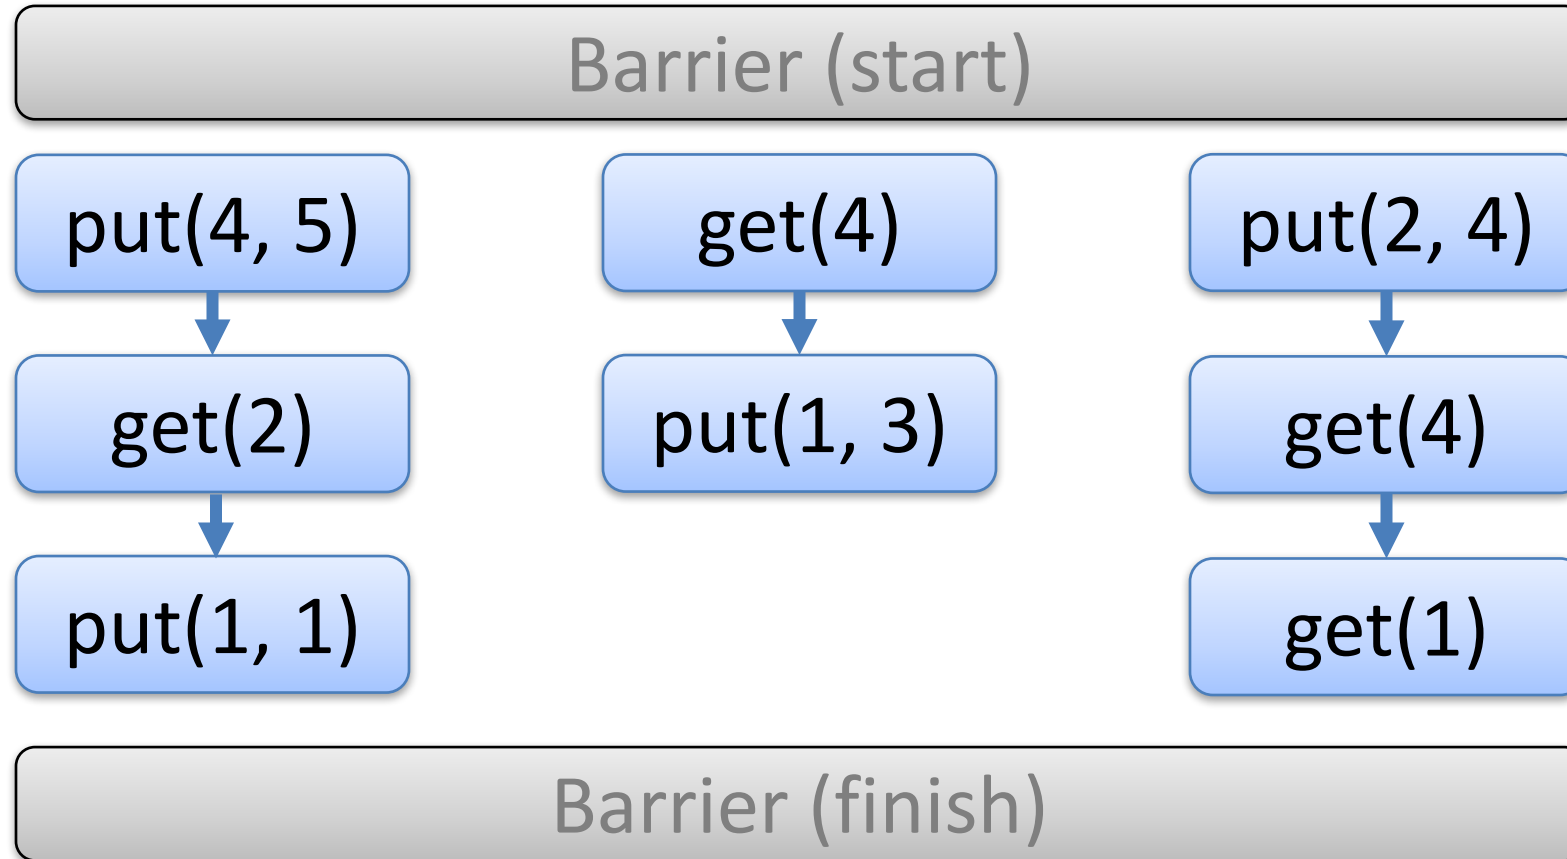 Barrier (start)
put(4, 5)
get(4)
put(2, 4)
get(2)
put(1, 3)
get(4)
put(1, 1)
get(1)
Barrier (finish)